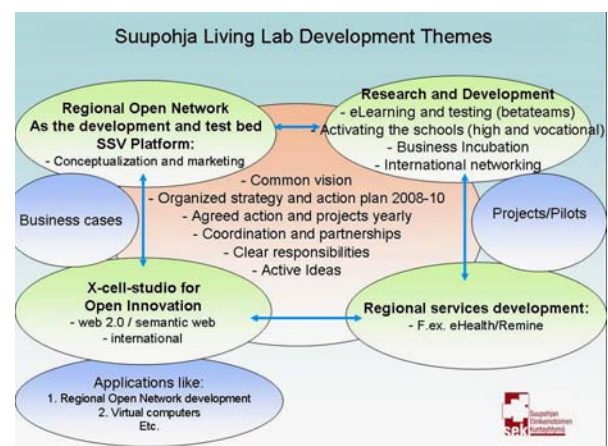 Suupohja Living Lab Development Themes
Regional Open Network
As the development and test bed
SSV Platform:
- Conceptualization and marketing
Research and Development
- eLearning and testing (betateams)
- Activating the schools (high and vocational)
- Business Incubation
- International networking
- Common vision
- Organized strategy and action plan 2008-10
- Agreed action and projects yearly
- Coordination and partnerships
- Clear responsibilities
- Active Ideas
Business cases
Projects/Pilots
X-cell-studio for
Open Innovation
- web 2.0 / semantic web
- international
Regional services development:
- F.ex. eHealth/Remine
Applications like:
1. Regional Open Network development
2. Virtual computers
Etc.
sek
Suupohjan
Elinkeinotoimen
Kuntayhtymä